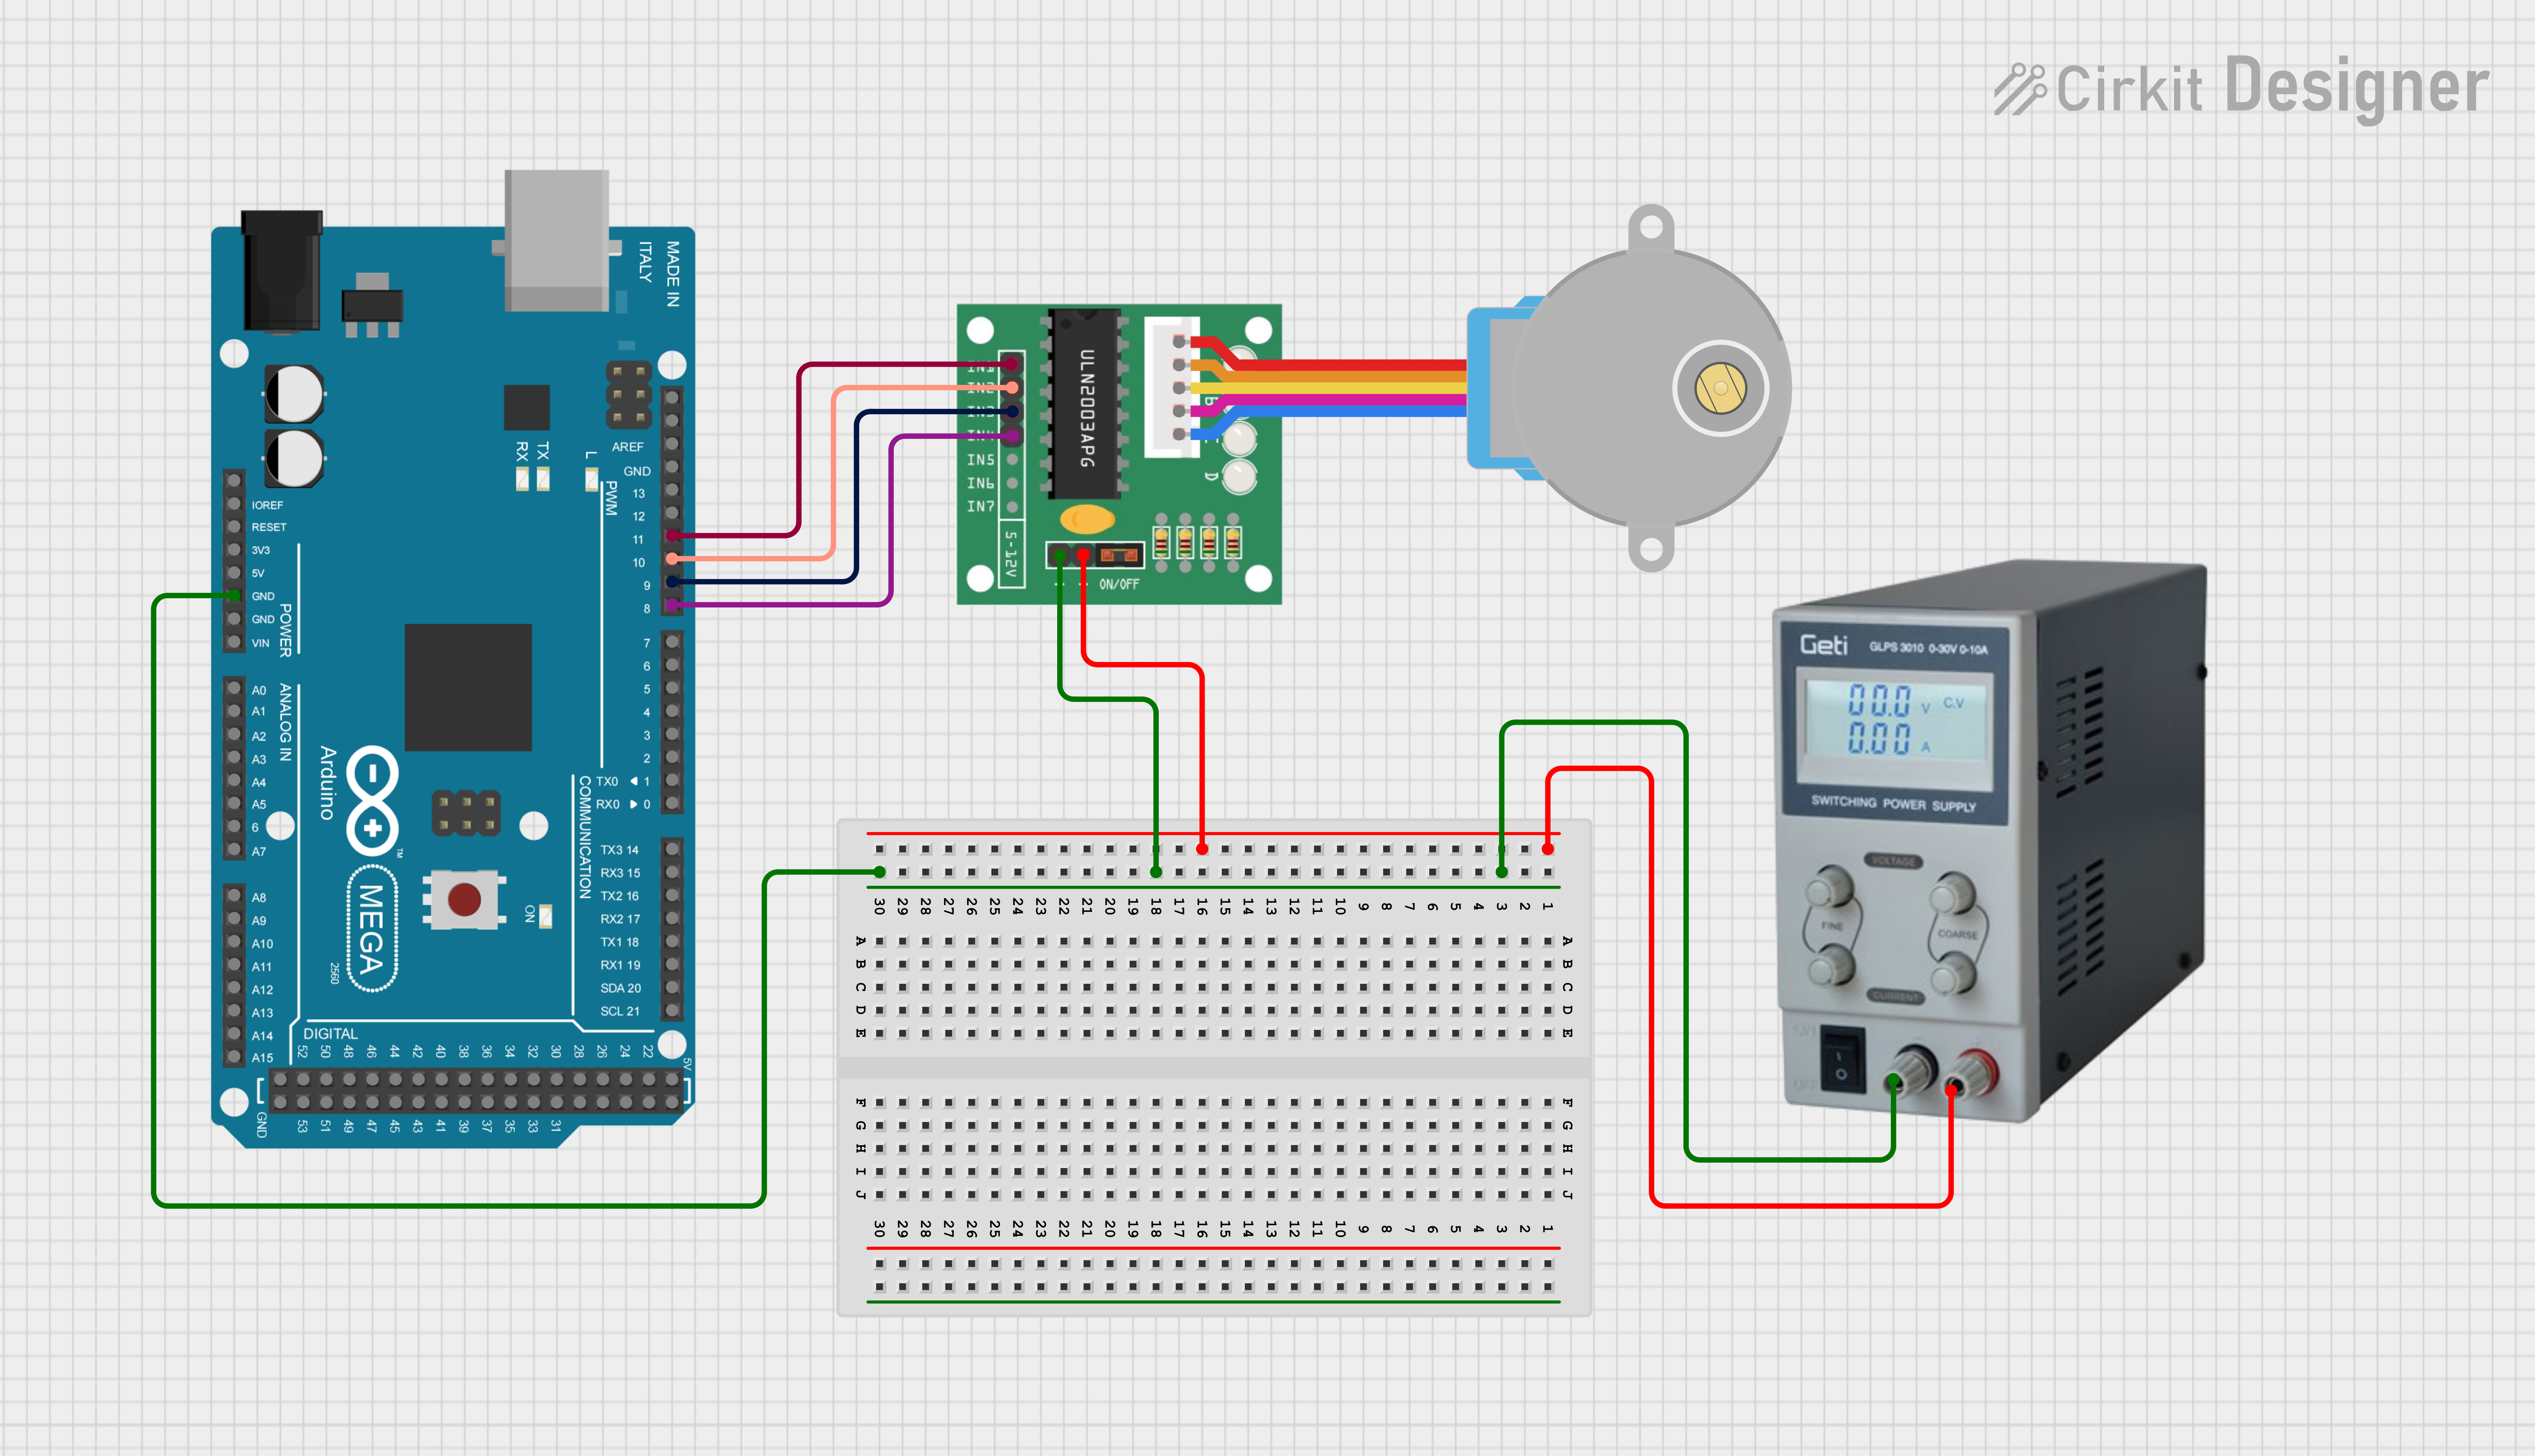 Cirkit Designer
MADE IN
ITALY
AREF
GND
13
12
11
10
9
8
7
6
5
4
3
2
TX0 ◄ 1
RX0 ► 0
TX3 14
RX3 15
TX2 16
RX2 17
TX1 18
RX1 19
SDA 20
SCL 21
PWM
COMMUNICATION
RX
TX
L
IOREF
RESET
3V3
5V
GND
GND
VIN
POWER
A0
A1
A2
A3
A4
A5
6
A7
ANALOG IN
A8
A9
A10
A11
A12
A13
A14
A15
Arduino
TM
MEGA
2560
ON
DIGITAL
52 50 48 46 44 42 40 38 36 34 32 30 28 26 24 22
5V
GND
53 51 49 47 45 43 41 39 37 35 33 31
IN1
IN2
IN3
IN4
IN5
IN6
IN7
5-12V
ULN2003APG
B
D
- +
ON/OFF
30 29 28 27 26 25 24 23 22 21 20 19 18 17 16 15 14 13 12 11 10 9 8 7 6 5 4 3 2 1
A A
B B
C C
D D
E E
F F
G G
H H
I I
J J
30 29 28 27 26 25 24 23 22 21 20 19 18 17 16 15 14 13 12 11 10 9 8 7 6 5 4 3 2 1
Geti GLPS 3010 0-30V 0-10A
00.0 V C.V
0.00 A
SWITCHING POWER SUPPLY
VOLTAGE
FINE
COARSE
CURRENT
ON
OFF